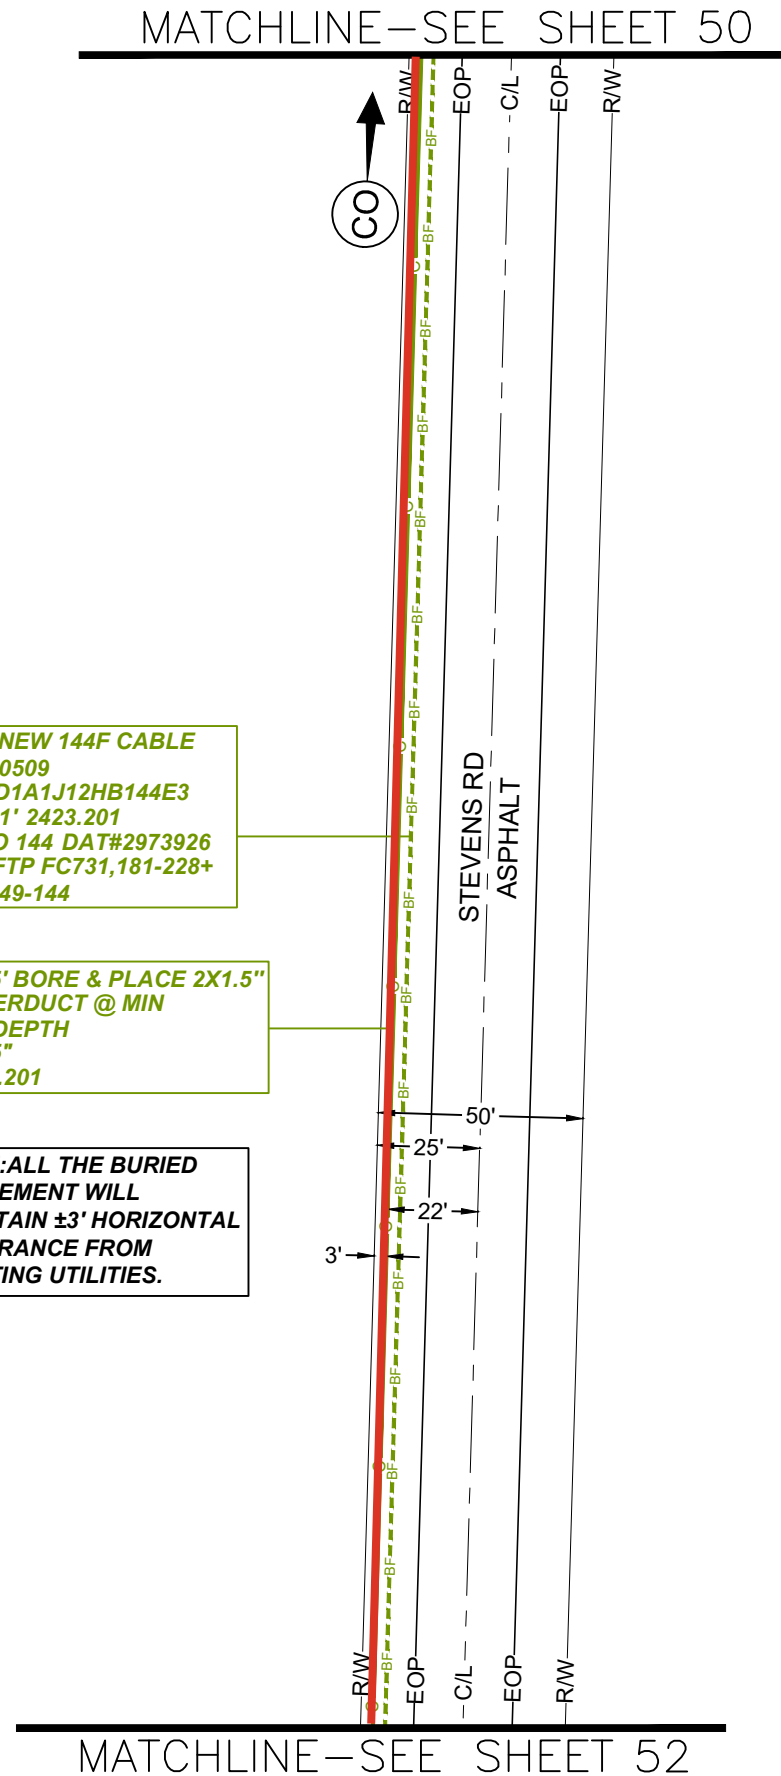 MATCHLINE-SEE SHEET 50
R/W EOP C/L EOP R/W
CO
C BF
NEW 144F CABLE
0509
D1A1J12HB144E3
1' 2423.201
D 144 DAT#2973926
FTP FC731,181-228+
49-144
STEVENS RD
ASPHALT
' BORE & PLACE 2X1.5"
ERDUCT @ MIN
DEPTH
"
.201
50'
25'
22'
3'
:ALL THE BURIED
EMENT WILL
TAIN ±3' HORIZONTAL
RANCE FROM
TING UTILITIES.
R/W EOP C/L EOP R/W
MATCHLINE-SEE SHEET 52